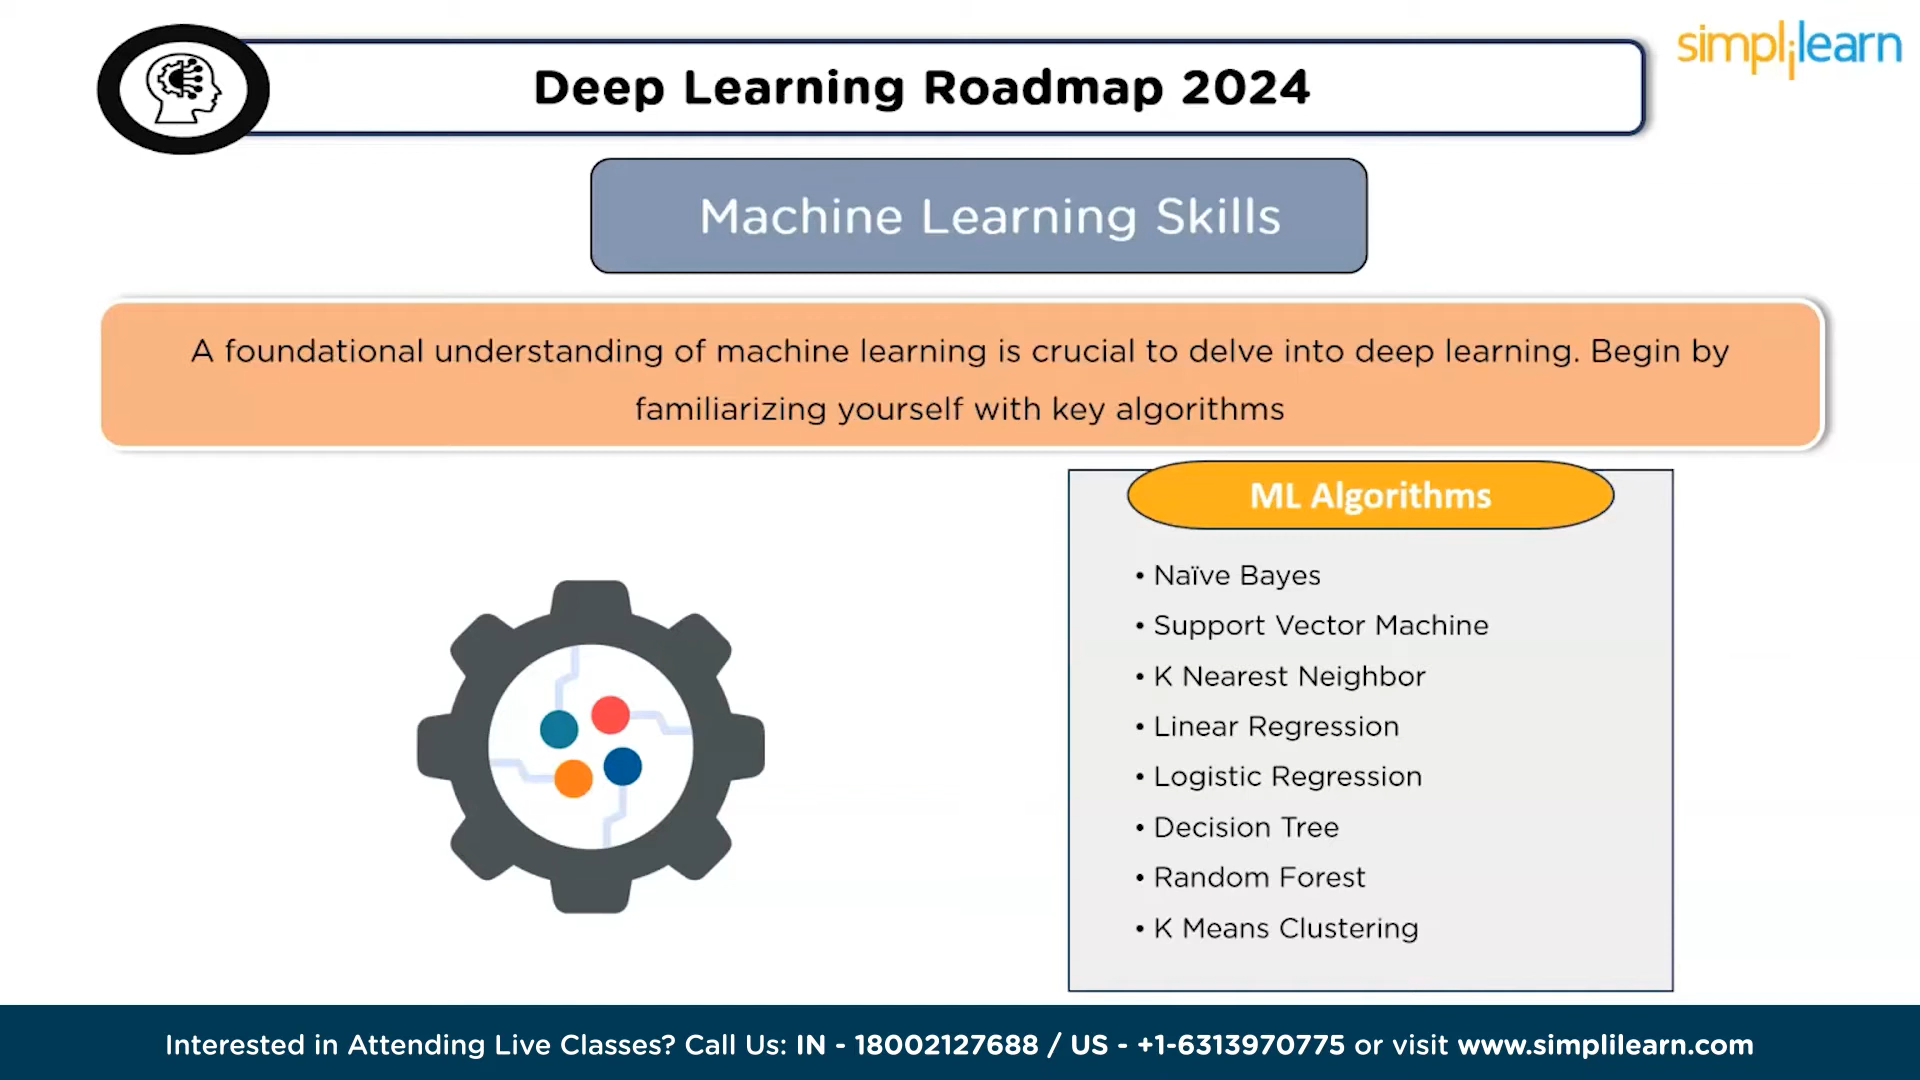 simplilearn
Deep Learning Roadmap 2024
Machine Learning Skills
A foundational understanding of machine learning is crucial to delve into deep learning. Begin by
familiarizing yourself with key algorithms
ML Algorithms
• Naïve Bayes
• Support Vector Machine
• K Nearest Neighbor
• Linear Regression
• Logistic Regression
• Decision Tree
• Random Forest
• K Means Clustering
Interested in Attending Live Classes? Call Us: IN - 18002127688 / US - +1-6313970775 or visit www.simplilearn.com